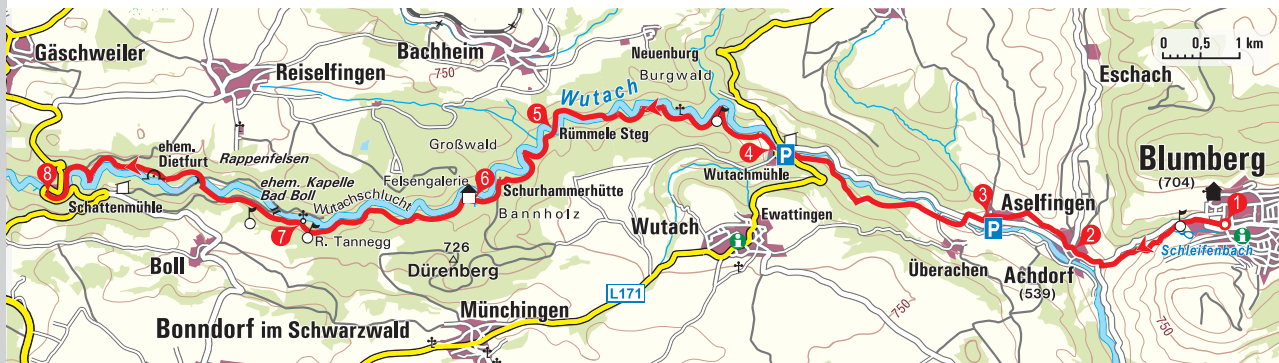 Gäschweiler
Reiselfingen
Bachheim
750
Neuenburg
Burgwald
Wutach
0 0,5 1 km
Eschach
Blumberg
(704)
1
Schleifenbach
5
Rümmele Steg
4
P
Wutachmühle
3
Aselfingen
P
2
Achdorf
(539)
Überachen
750
750
ehem.
Dietfurt
Rappenfelsen
Großwald
Felsengalerie
6
Schurhammerhütte
Bannholz
8
Schattenmühle
ehem. Kapelle
Bad Boll
Wutachschlucht
7
R. Tannegg
Boll
726
Dürenberg
Wutach
Ewattingen
i
i
L171
Münchingen
Bonndorf im Schwarzwald